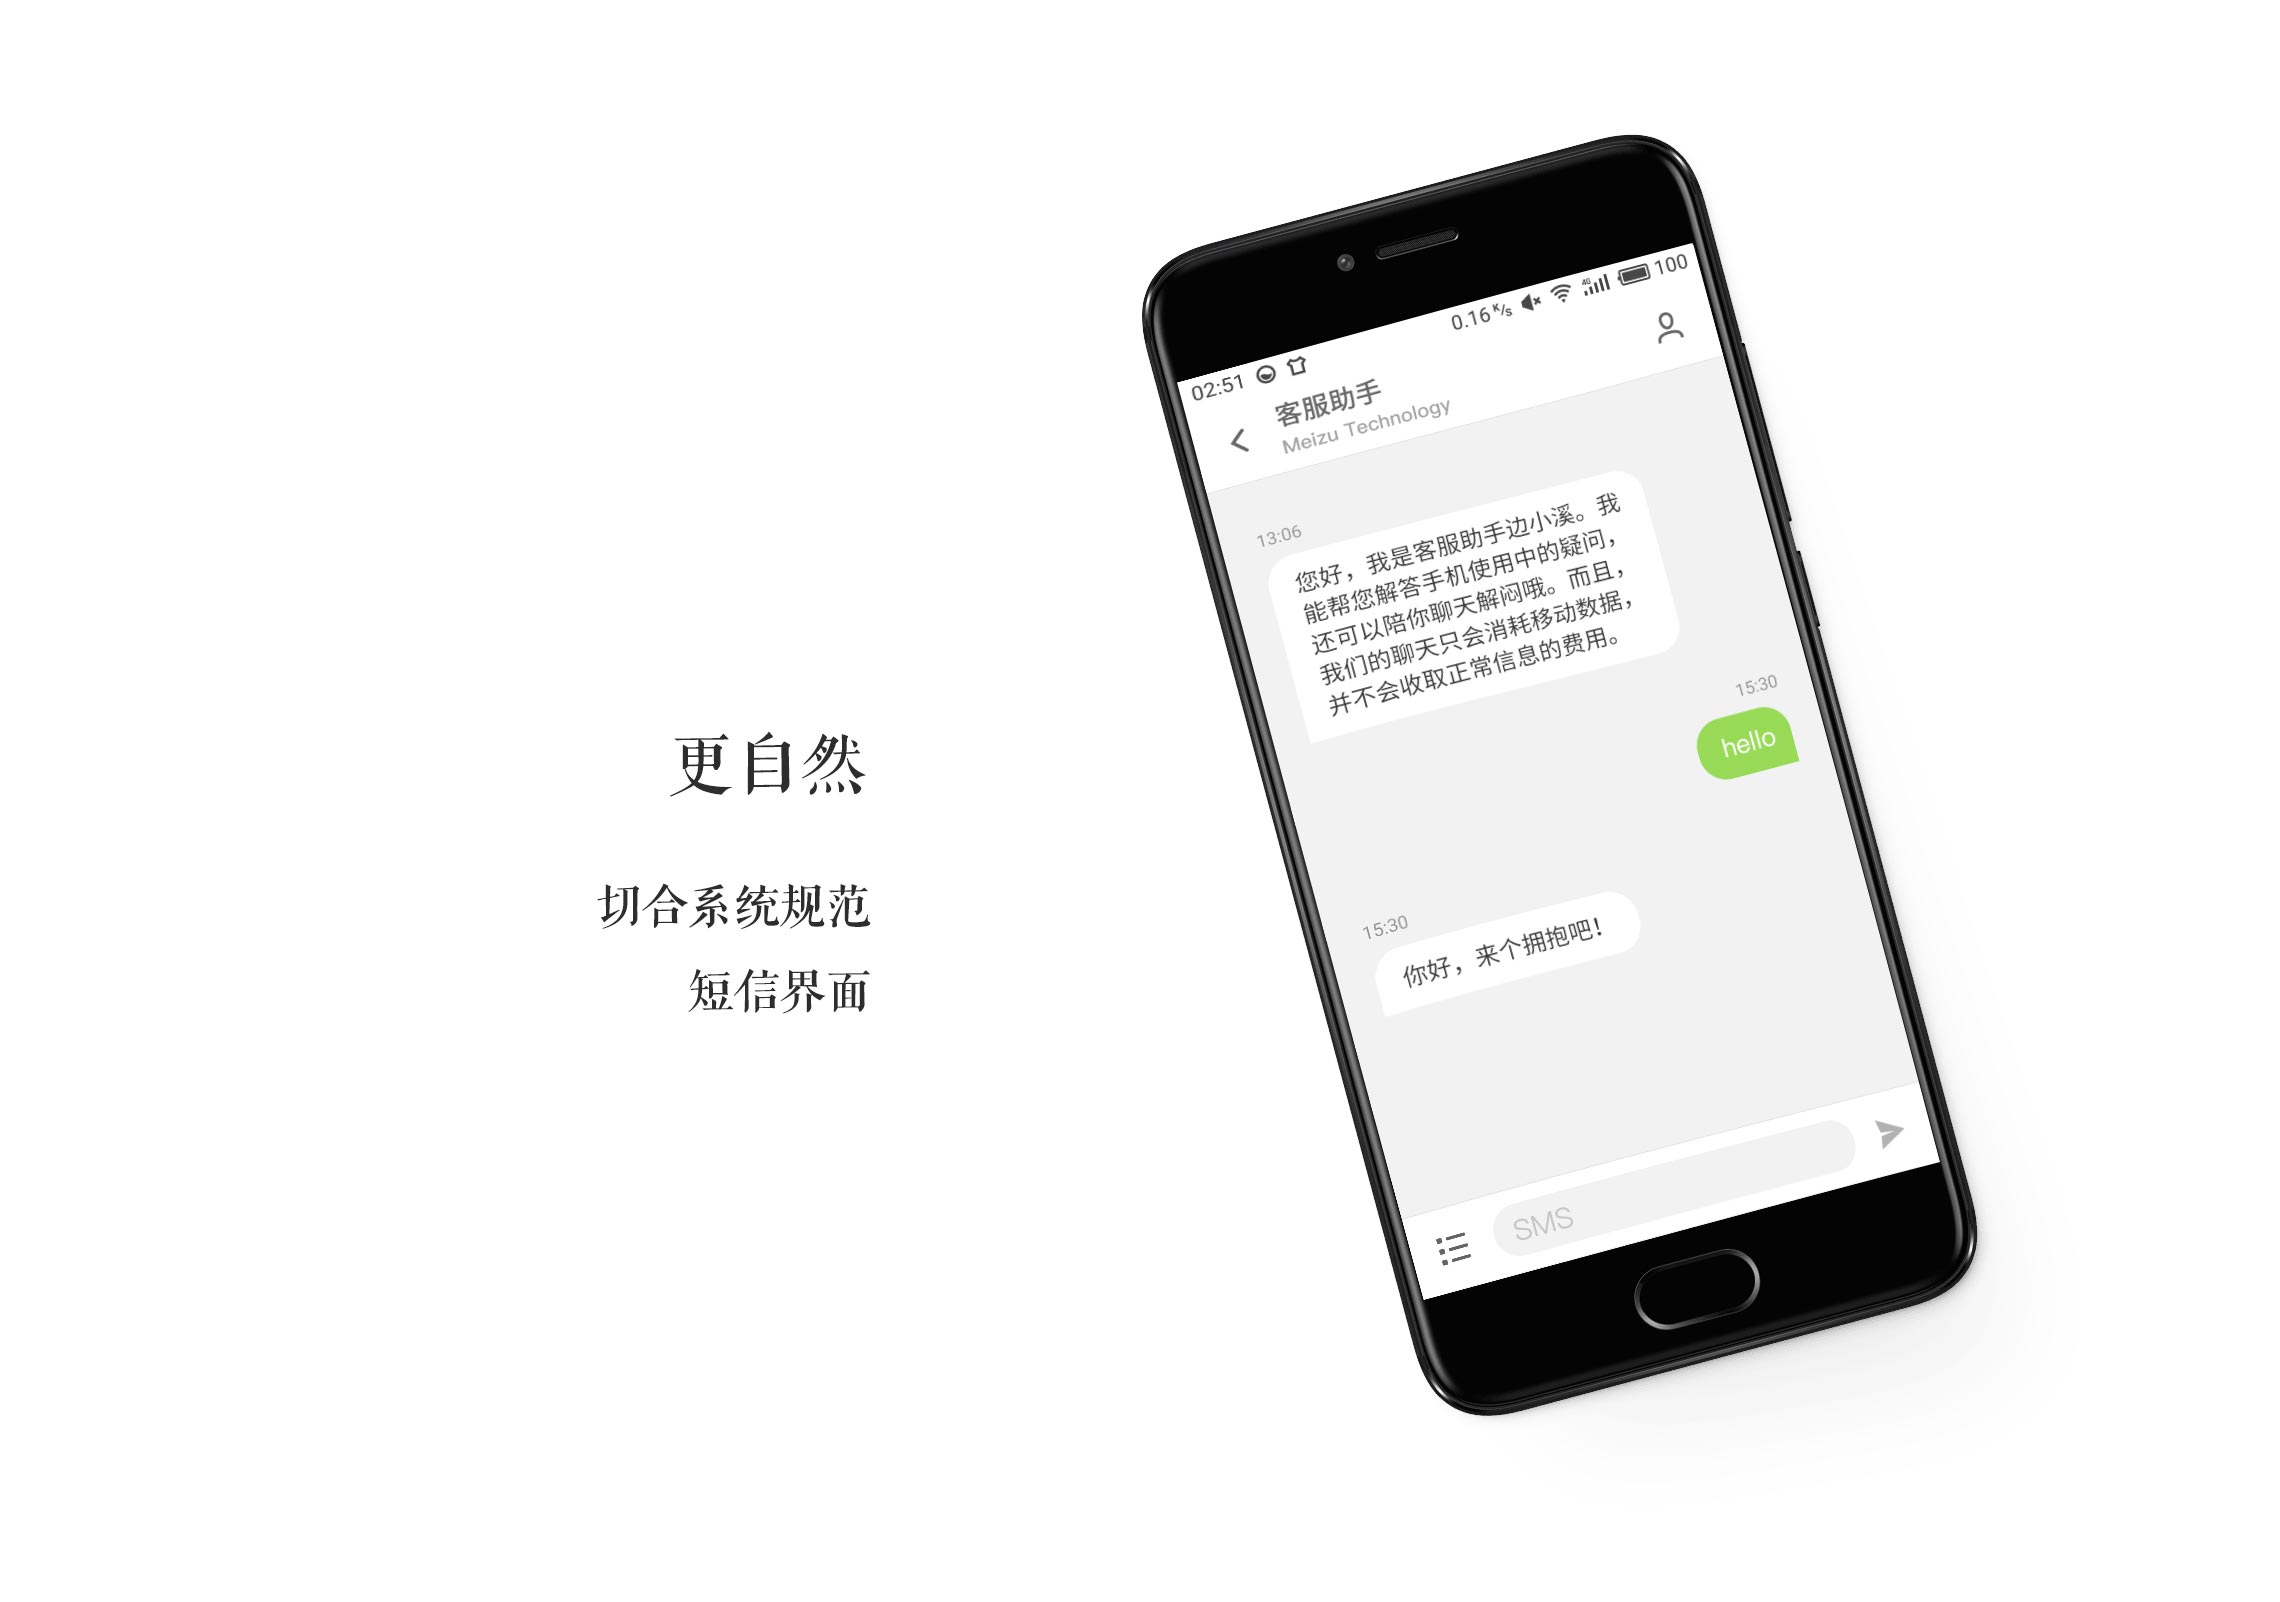 更自然
切合系统规范
短信界面
02:51
0.16 K/s
4G
100
客服助手
Meizu Technology
13:06
您好，我是客服助手边小溪。我
能帮您解答手机使用中的疑问，
还可以陪你聊天解闷哦。而且，
我们的聊天只会消耗移动数据，
并不会收取正常信息的费用。
15:30
hello
15:30
你好，来个拥抱吧！
SMS